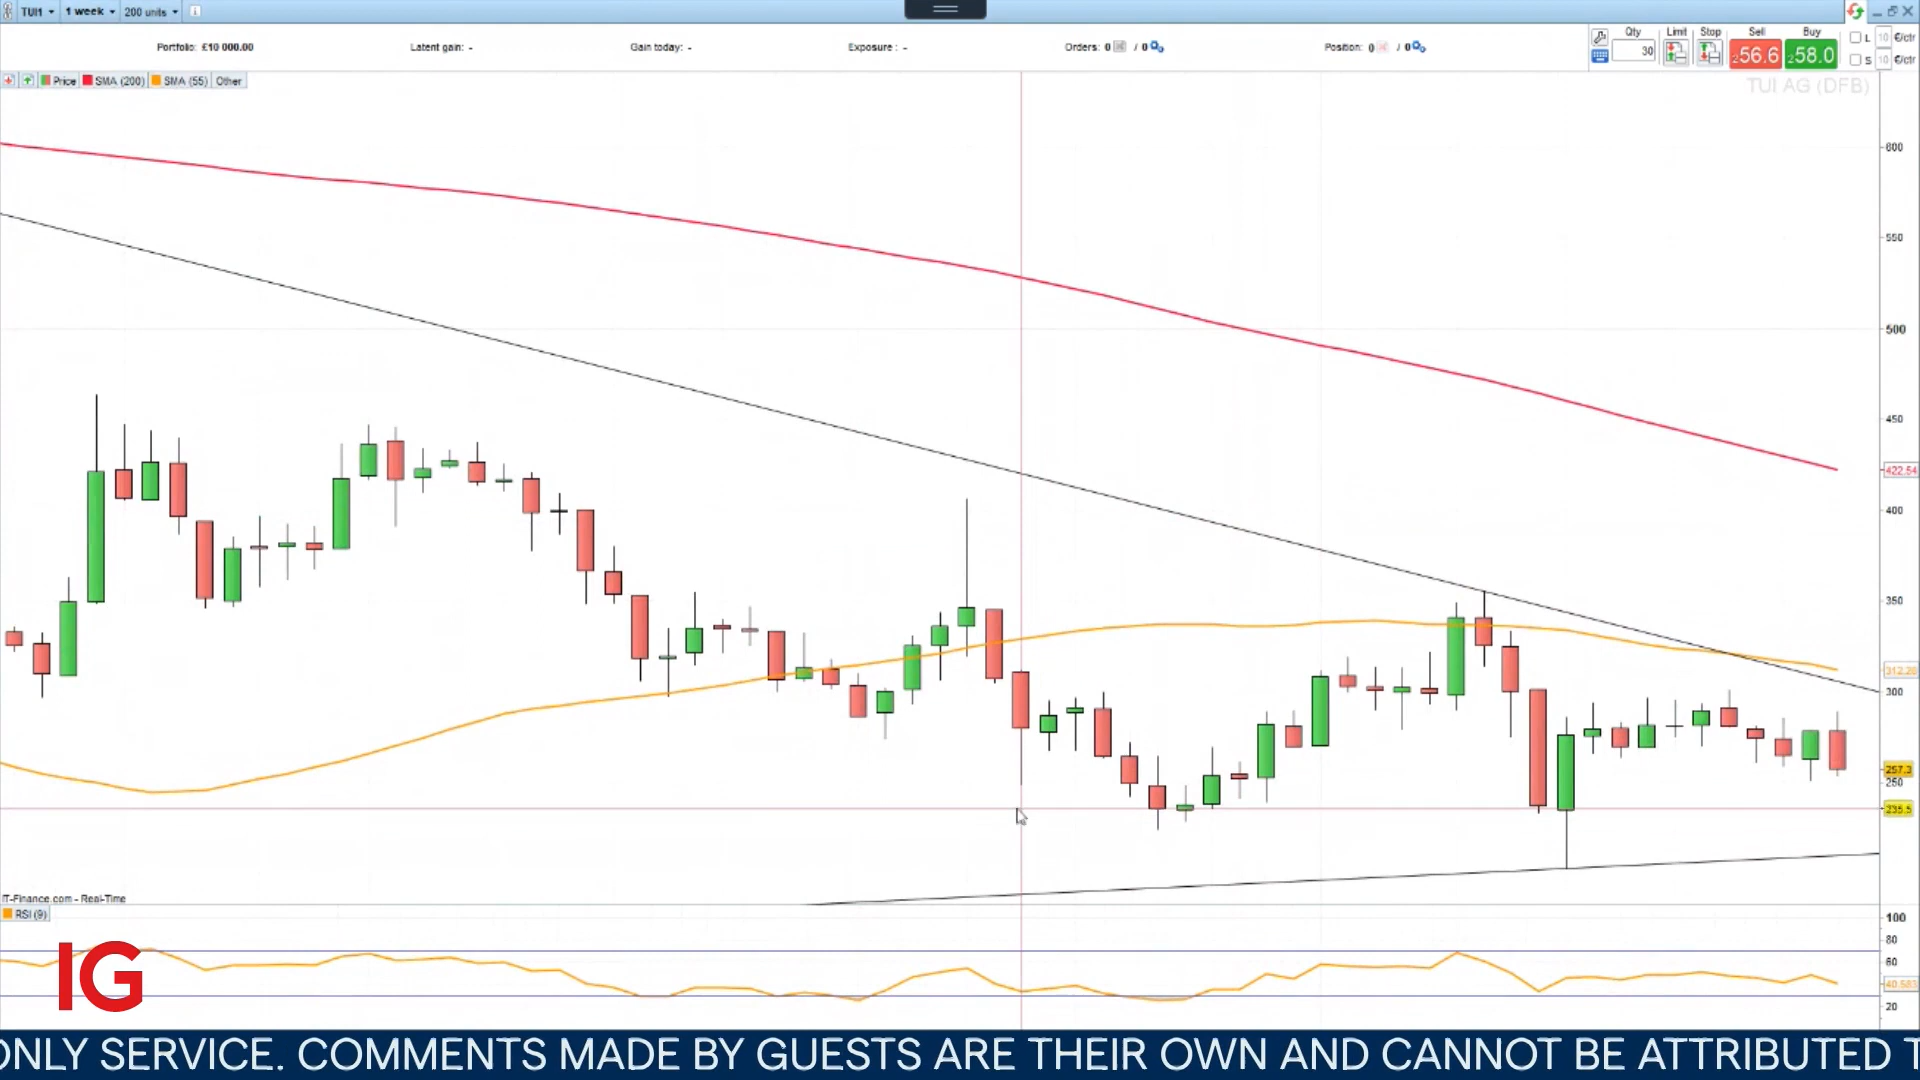 TUI1 1 week 200 units
Portfolio: £10 000.00 Latent gain: - Gain today: - Exposure : - Orders: 0 / 0 Position: 0 / 0
Qty Limit Stop Sell Buy
30 256.6 258.0
L 10 €/ctr
S 10 €/ctr
Price SMA (200) SMA (55) Other
TUI AG (DFB)
600
550
500
450
422.54
400
350
312.28
300
257.3
250
235.5
IT-Finance.com - Real-Time
RSI (9)
100
80
60
40.583
20
IG
ONLY SERVICE. COMMENTS MADE BY GUESTS ARE THEIR OWN AND CANNOT BE ATTRIBUTED T